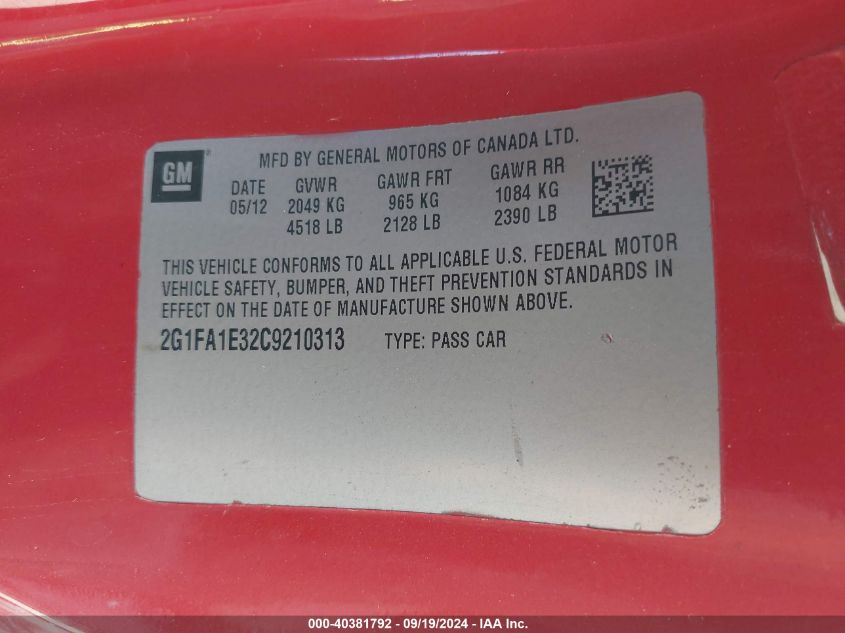 GM ®
MFD BY GENERAL MOTORS OF CANADA LTD.
DATE GVWR GAWR FRT GAWR RR
05/12 2049 KG 965 KG 1084 KG
4518 LB 2128 LB 2390 LB
THIS VEHICLE CONFORMS TO ALL APPLICABLE U.S. FEDERAL MOTOR
VEHICLE SAFETY, BUMPER, AND THEFT PREVENTION STANDARDS IN
EFFECT ON THE DATE OF MANUFACTURE SHOWN ABOVE.
2G1FA1E32C9210313 TYPE: PASS CAR
000-40381792 - 09/19/2024 - IAA Inc.